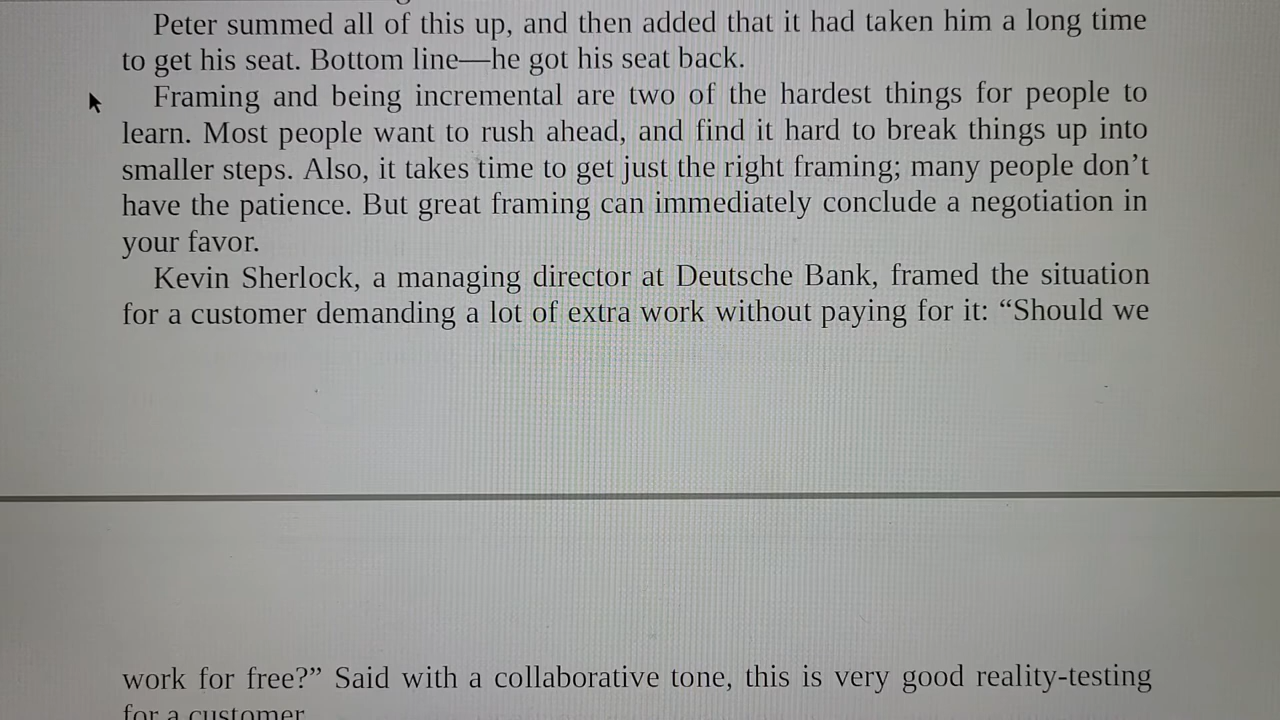 Peter summed all of this up, and then added that it had taken him a long time
to get his seat. Bottom line—he got his seat back.
Framing and being incremental are two of the hardest things for people to
learn. Most people want to rush ahead, and find it hard to break things up into
smaller steps. Also, it takes time to get just the right framing; many people don’t
have the patience. But great framing can immediately conclude a negotiation in
your favor.
Kevin Sherlock, a managing director at Deutsche Bank, framed the situation
for a customer demanding a lot of extra work without paying for it: “Should we
work for free?” Said with a collaborative tone, this is very good reality-testing
for a customer